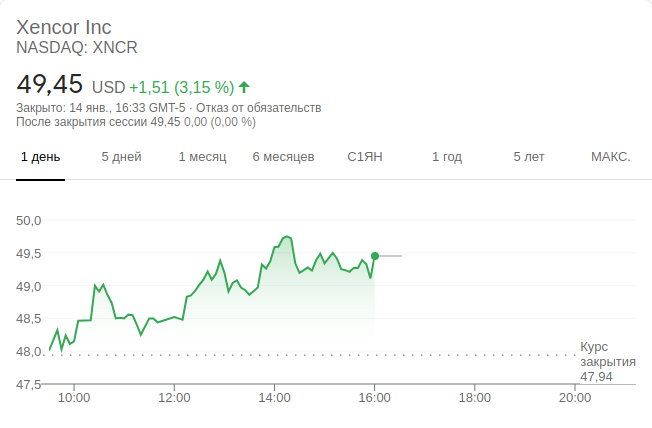 Xencor Inc
NASDAQ: XNCR
49,45 USD +1,51 (3,15 %)
Закрыто: 14 янв., 16:33 GMT-5 · Отказ от обязательств
После закрытия сессии 49,45 0,00 (0,00 %)
1 день 5 дней 1 месяц 6 месяцев С1ЯН 1 год 5 лет МАКС.
50,0
49,5
49,0
48,5
48,0
47,5
Курс
закрытия
47,94
10:00 12:00 14:00 16:00 18:00 20:00